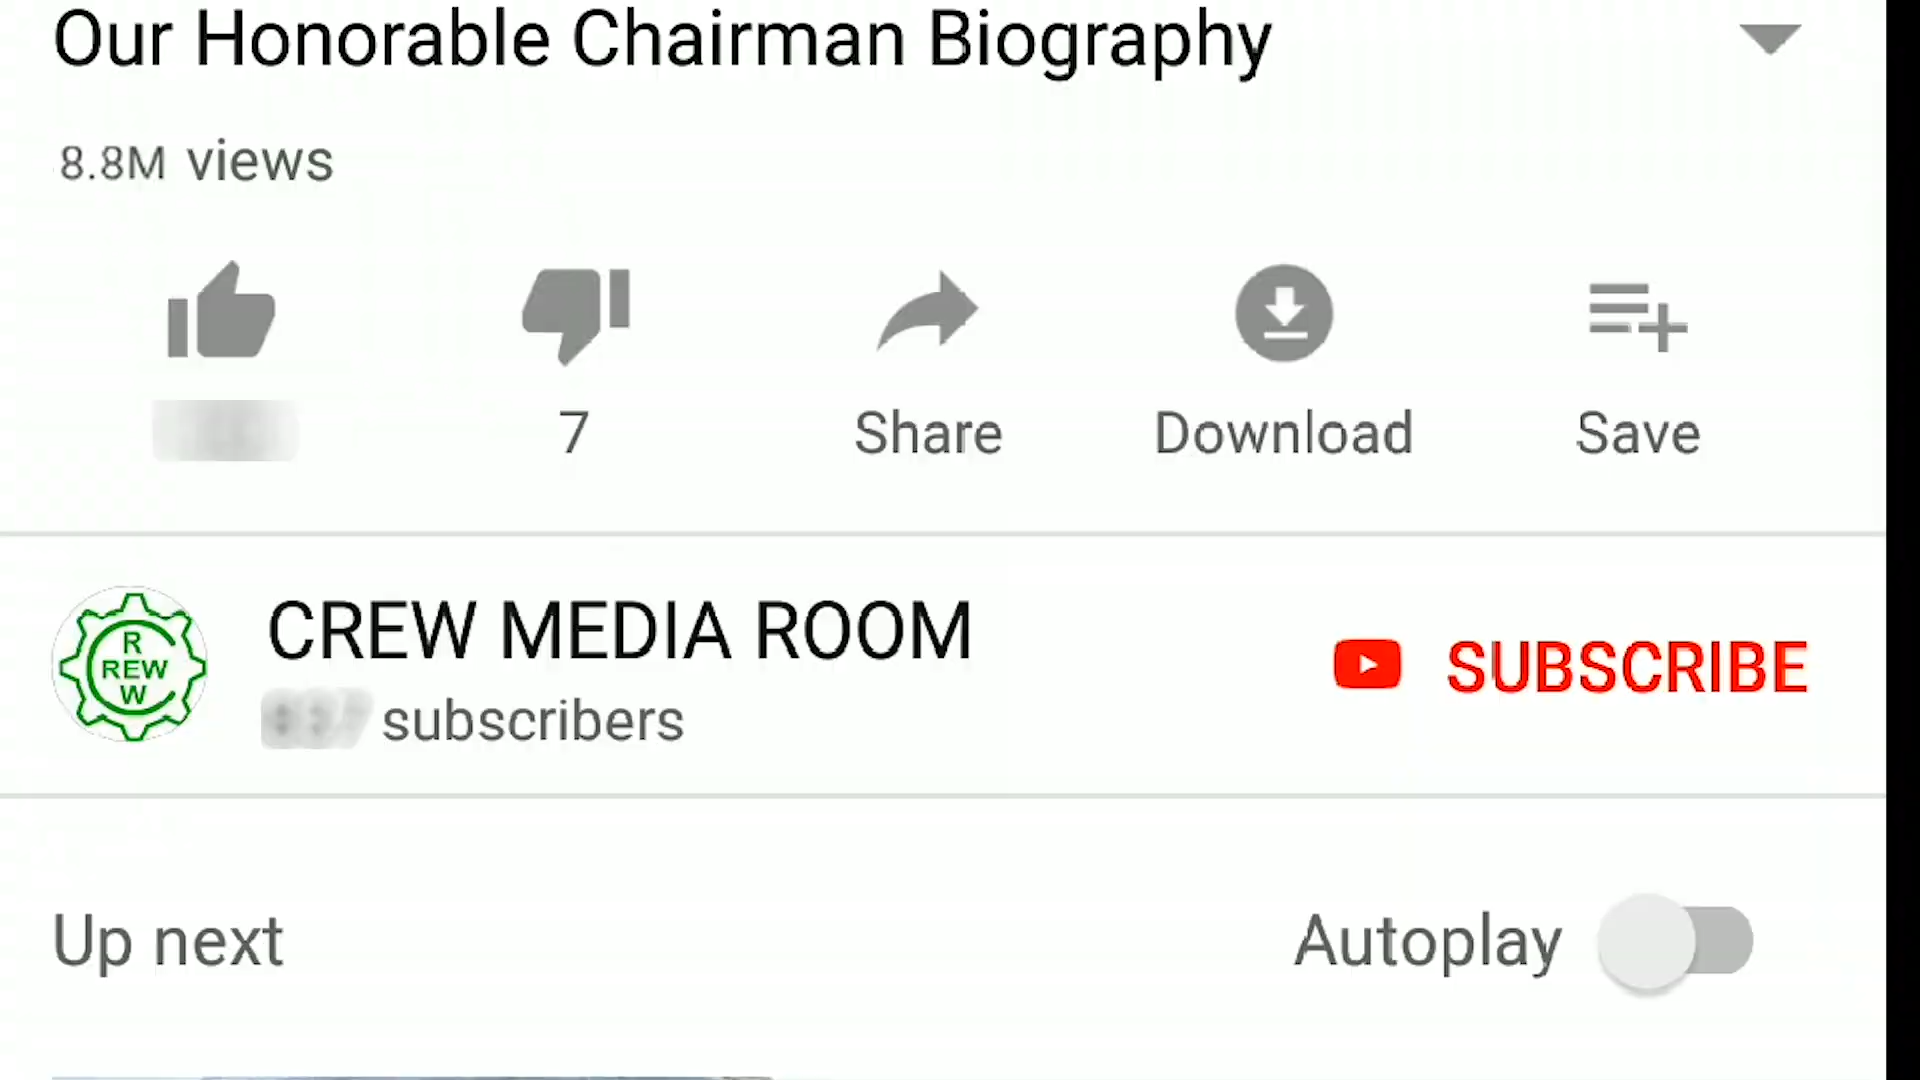 Our Honorable Chairman Biography
8.8M views
7
Share
Download
Save
R
REW
W
CREW MEDIA ROOM
subscribers
SUBSCRIBE
Up next
Autoplay